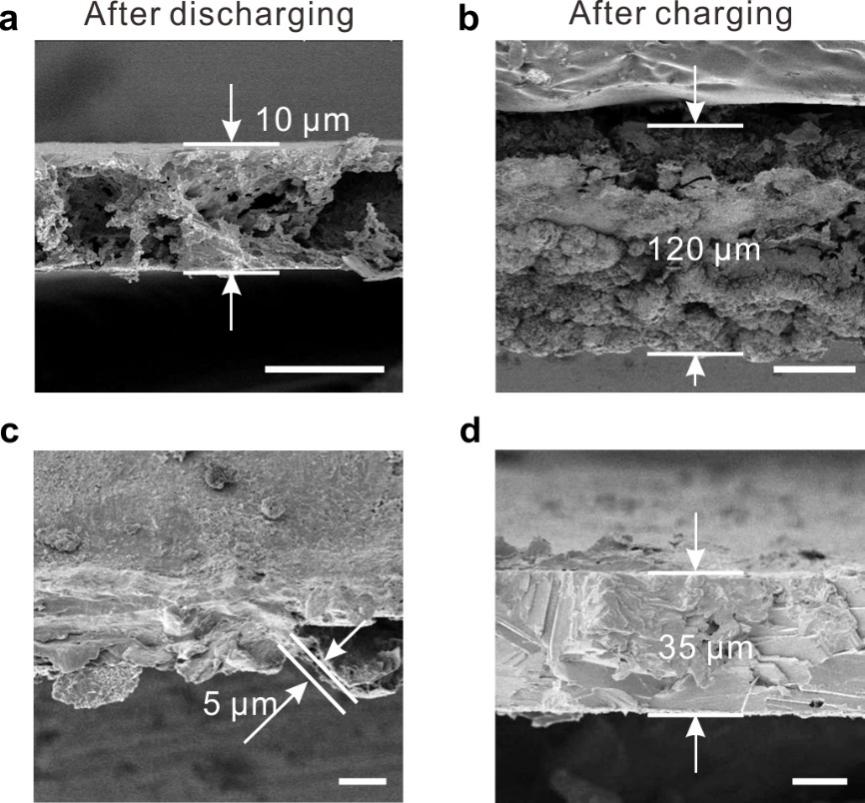 a After discharging
b After charging
10 μm
120 μm
c
d
5 μm
35 μm